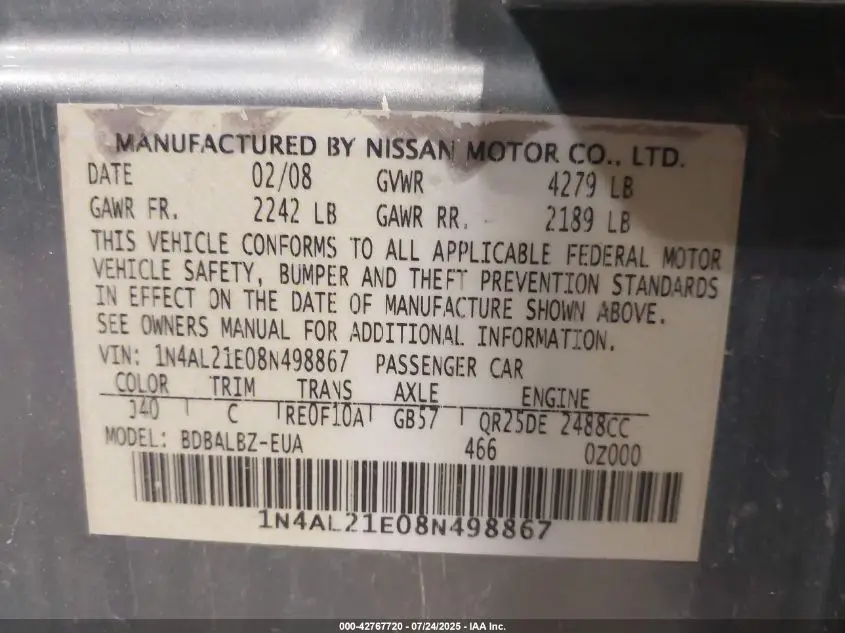 MANUFACTURED BY NISSAN MOTOR CO., LTD.
DATE 02/08 GVWR 4279 LB
GAWR FR. 2242 LB GAWR RR. 2189 LB
THIS VEHICLE CONFORMS TO ALL APPLICABLE FEDERAL MOTOR
VEHICLE SAFETY, BUMPER AND THEFT PREVENTION STANDARDS
IN EFFECT ON THE DATE OF MANUFACTURE SHOWN ABOVE.
SEE OWNERS MANUAL FOR ADDITIONAL INFORMATION.
VIN: 1N4AL21E08N498867 PASSENGER CAR
COLOR TRIM TRANS AXLE ENGINE
J40 C RE0F10A GB57 QR25DE 2488CC
MODEL: BDBALBZ-EUA 466 0Z000
1N4AL21E08N498867
000-42767720 - 07/24/2025 - IAA Inc.